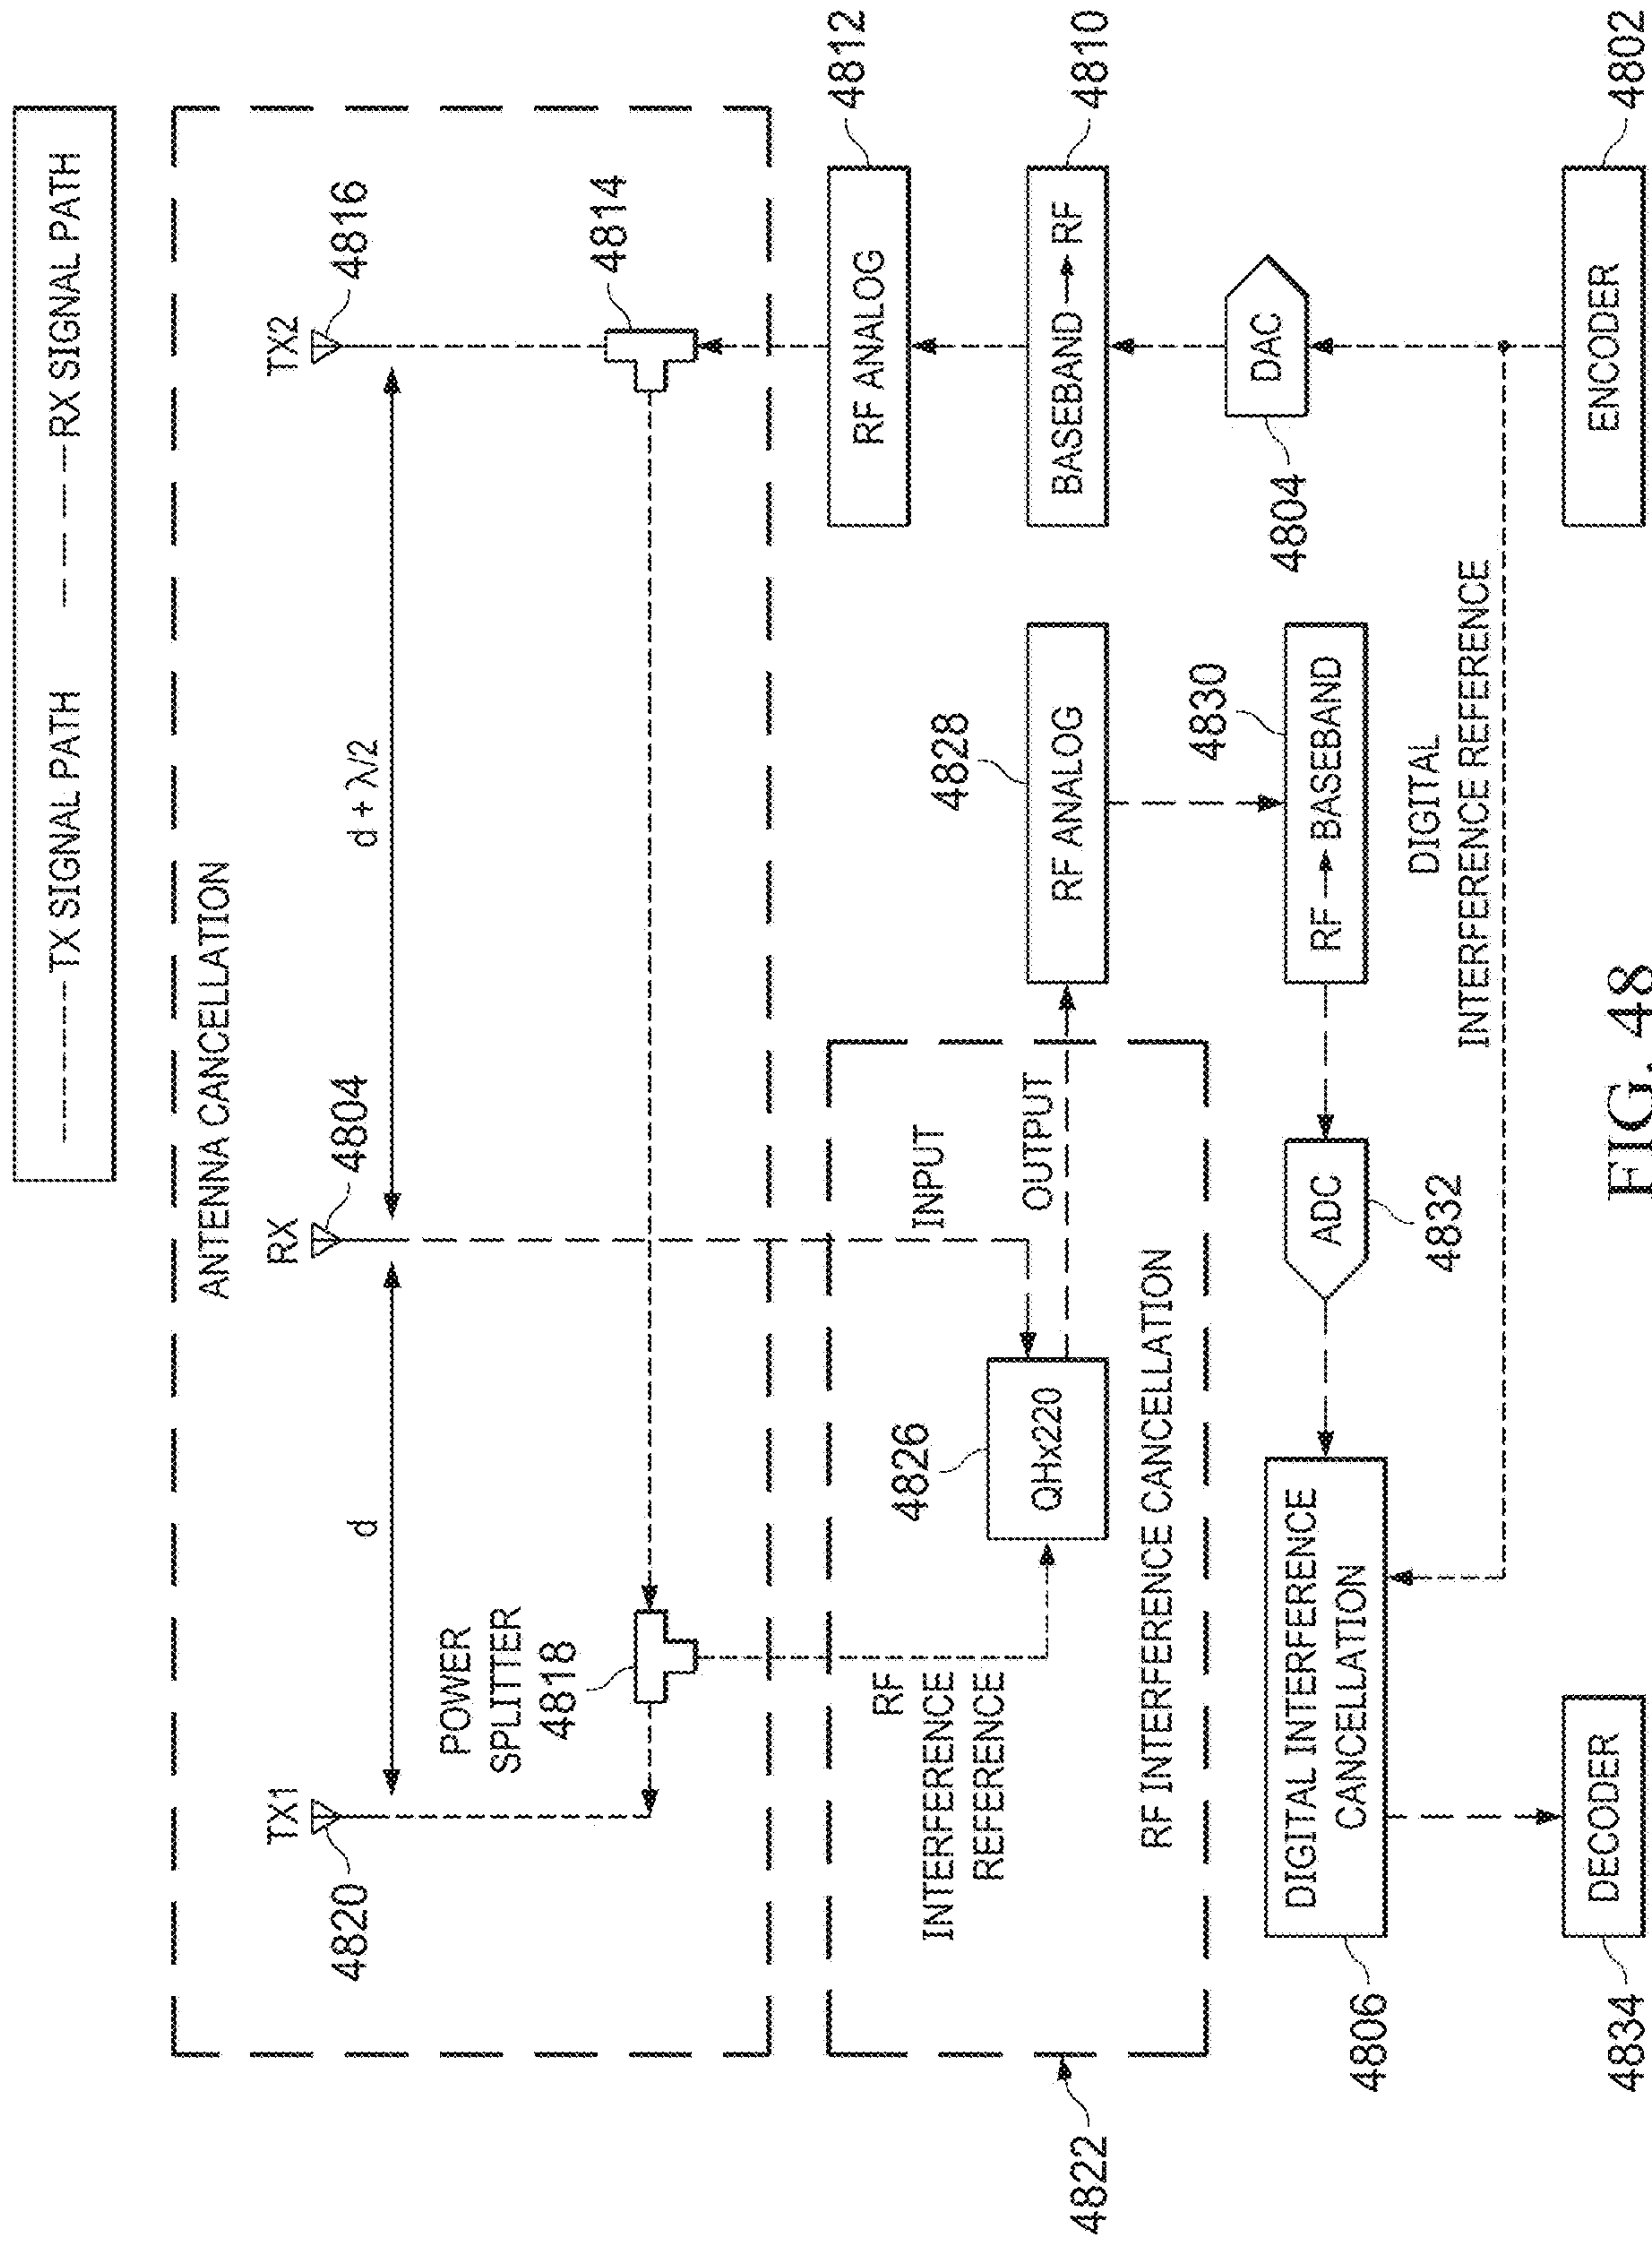 TX SIGNAL PATH
RX SIGNAL PATH
ANTENNA CANCELLATION
TX1
4820
RX
4804
TX2
4816
d
d + λ/2
POWER
SPLITTER
4818
4814
RF
INTERFERENCE
REFERENCE
4826
QHx220
INPUT
OUTPUT
RF INTERFERENCE CANCELLATION
4822
4828
RF ANALOG
RF ANALOG
4812
BASEBAND → RF
4810
4830
RF → BASEBAND
DAC
4804
ADC
4832
DIGITAL INTERFERENCE
CANCELLATION
4806
DIGITAL
INTERFERENCE REFERENCE
DECODER
4834
ENCODER
4802
FIG. 48